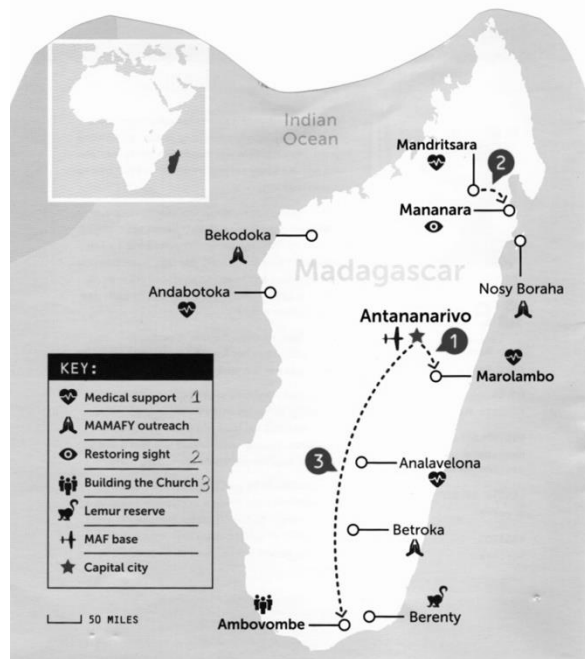 Indian
Ocean
Mandritsara
2
Mananara
Bekodoka
Madagascar
Andabotoka
Nosy Boraha
Antananarivo
1
Marolambo
KEY:
Medical support 1
MAMAFY outreach
Restoring sight 2
Building the Church 3
Lemur reserve
MAF base
Capital city
3
Analavelona
Betroka
Ambovombe
Berenty
50 MILES